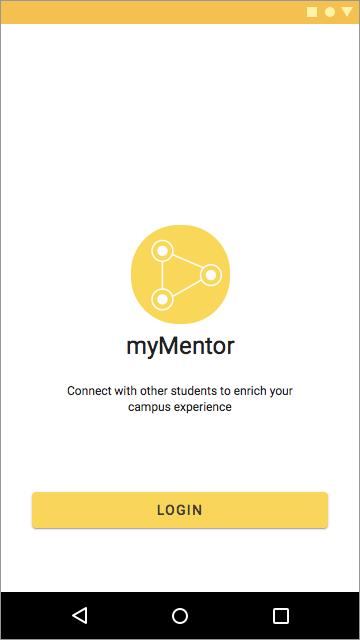 myMentor
Connect with other students to enrich your
campus experience
LOGIN